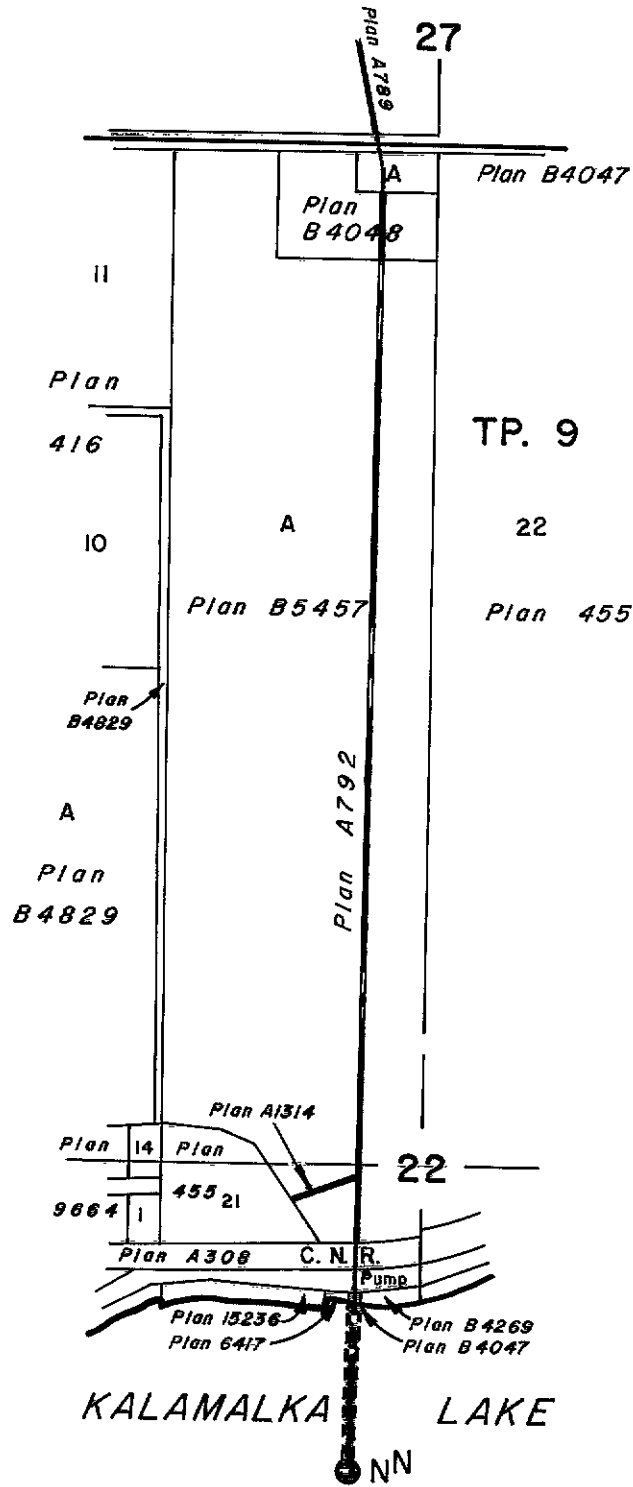 27
Plan A789
A
Plan B4047
Plan
B4048
11
Plan
416
TP. 9
10
A
22
Plan B5457
Plan 455
Plan
B4829
A
Plan
B4829
Plan A792
Plan A1314
Plan 14 Plan
22
455 21
9664 1
Plan A308 C. N. R.
Pump
Plan 15236
Plan B4269
Plan 6417
Plan B4047
KALAMALKA LAKE
NN